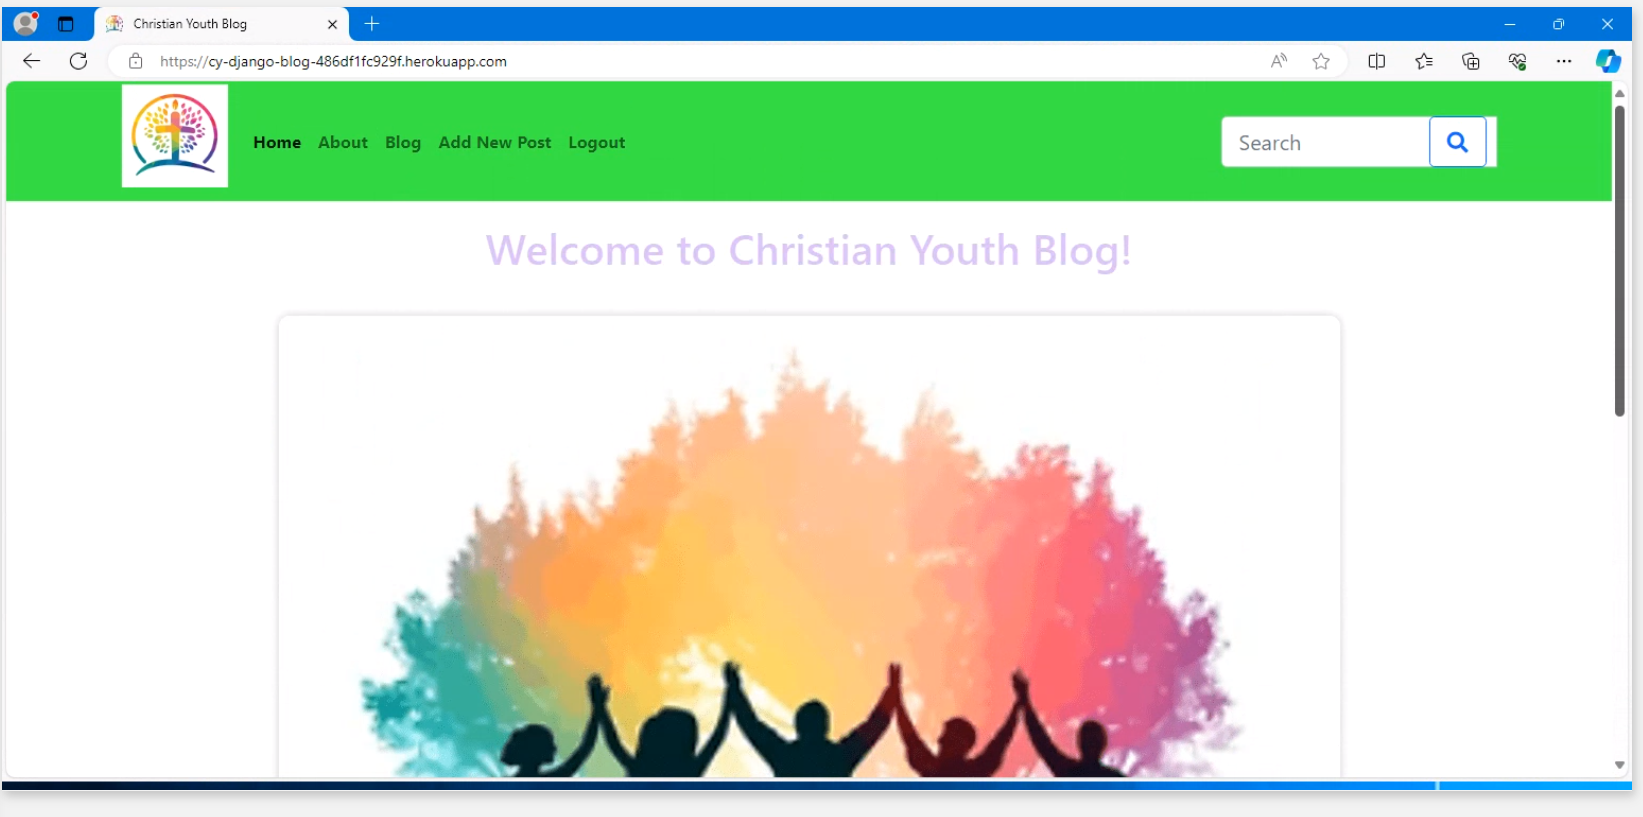 Christian Youth Blog
https://cy-django-blog-486df1fc929f.herokuapp.com
Home About Blog Add New Post Logout
Search
Welcome to Christian Youth Blog!